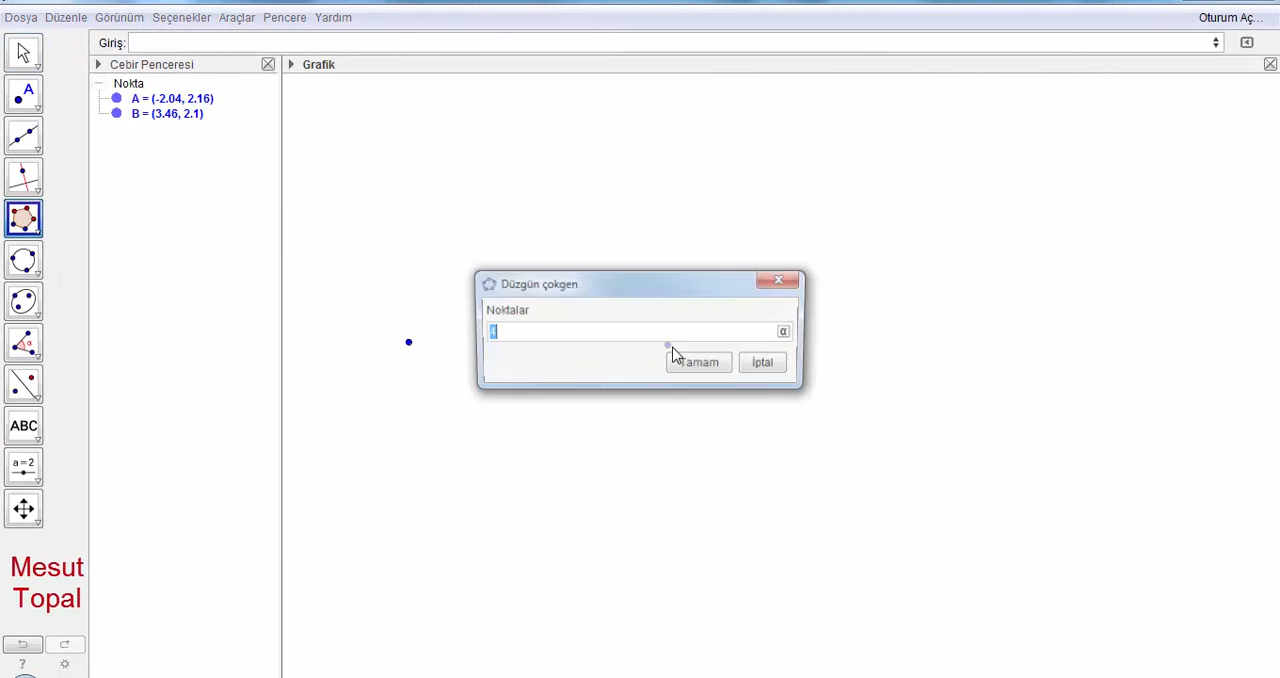 Dosya Düzenle Görünüm Seçenekler Araçlar Pencere Yardım Oturum Aç...
Giriş:
Cebir Penceresi
Grafik
Nokta
A = (-2.04, 2.16)
B = (3.46, 2.1)
A
α
ABC
a = 2
Düzgün çokgen
Noktalar
4
α
Tamam İptal
Mesut
Topal
?